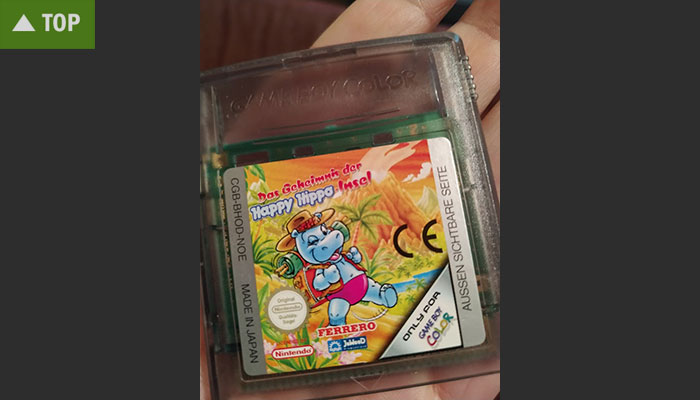 ▲ TOP
GAME BOY COLOR
Das Geheimnis der
Happy Hippo Insel
CGB-BHOD-NOE
MADE IN JAPAN
CE
AUSSEN SICHTBARE SEITE
Original
Nintendo
FERRERO
Nintendo
ONLY FOR
GAME BOY
COLOR